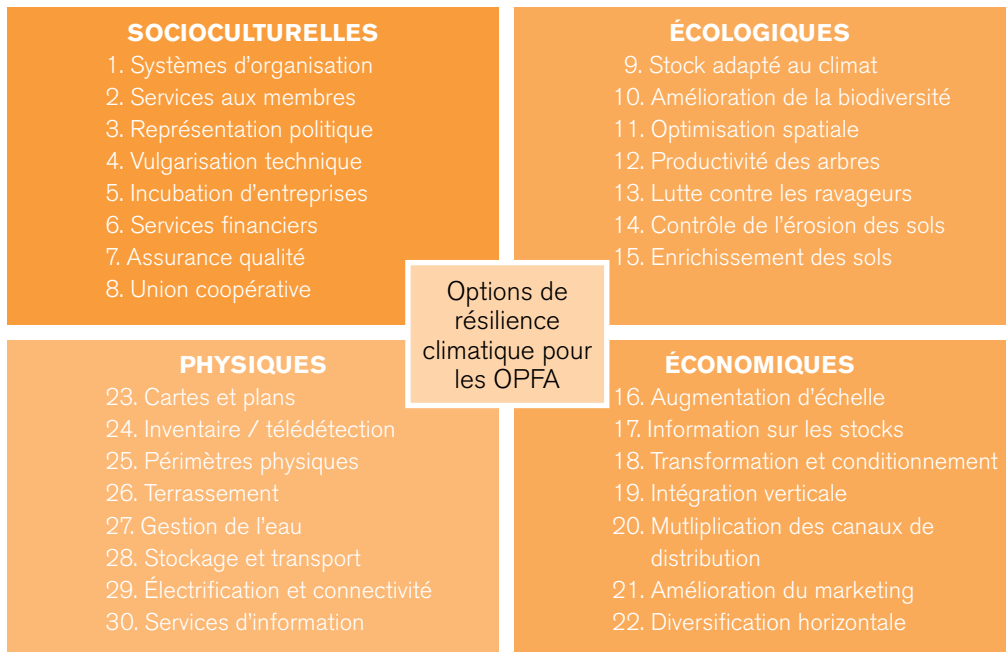 SOCIOCULTURELLES
1. Systèmes d'organisation
2. Services aux membres
3. Représentation politique
4. Vulgarisation technique
5. Incubation d'entreprises
6. Services financiers
7. Assurance qualité
8. Union coopérative
ÉCOLOGIQUES
9. Stock adapté au climat
10. Amélioration de la biodiversité
11. Optimisation spatiale
12. Productivité des arbres
13. Lutte contre les ravageurs
14. Contrôle de l'érosion des sols
15. Enrichissement des sols
Options de
résilience
climatique pour
les OPFA
PHYSIQUES
23. Cartes et plans
24. Inventaire / télédétection
25. Périmètres physiques
26. Terrassement
27. Gestion de l'eau
28. Stockage et transport
29. Électrification et connectivité
30. Services d'information
ÉCONOMIQUES
16. Augmentation d'échelle
17. Information sur les stocks
18. Transformation et conditionnement
19. Intégration verticale
20. Mutliplication des canaux de
distribution
21. Amélioration du marketing
22. Diversification horizontale